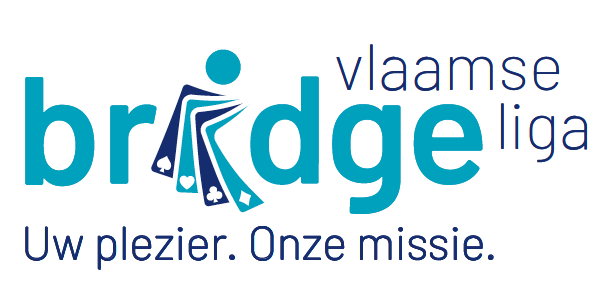 bridge vlaamse
liga
Uw plezier. Onze missie.